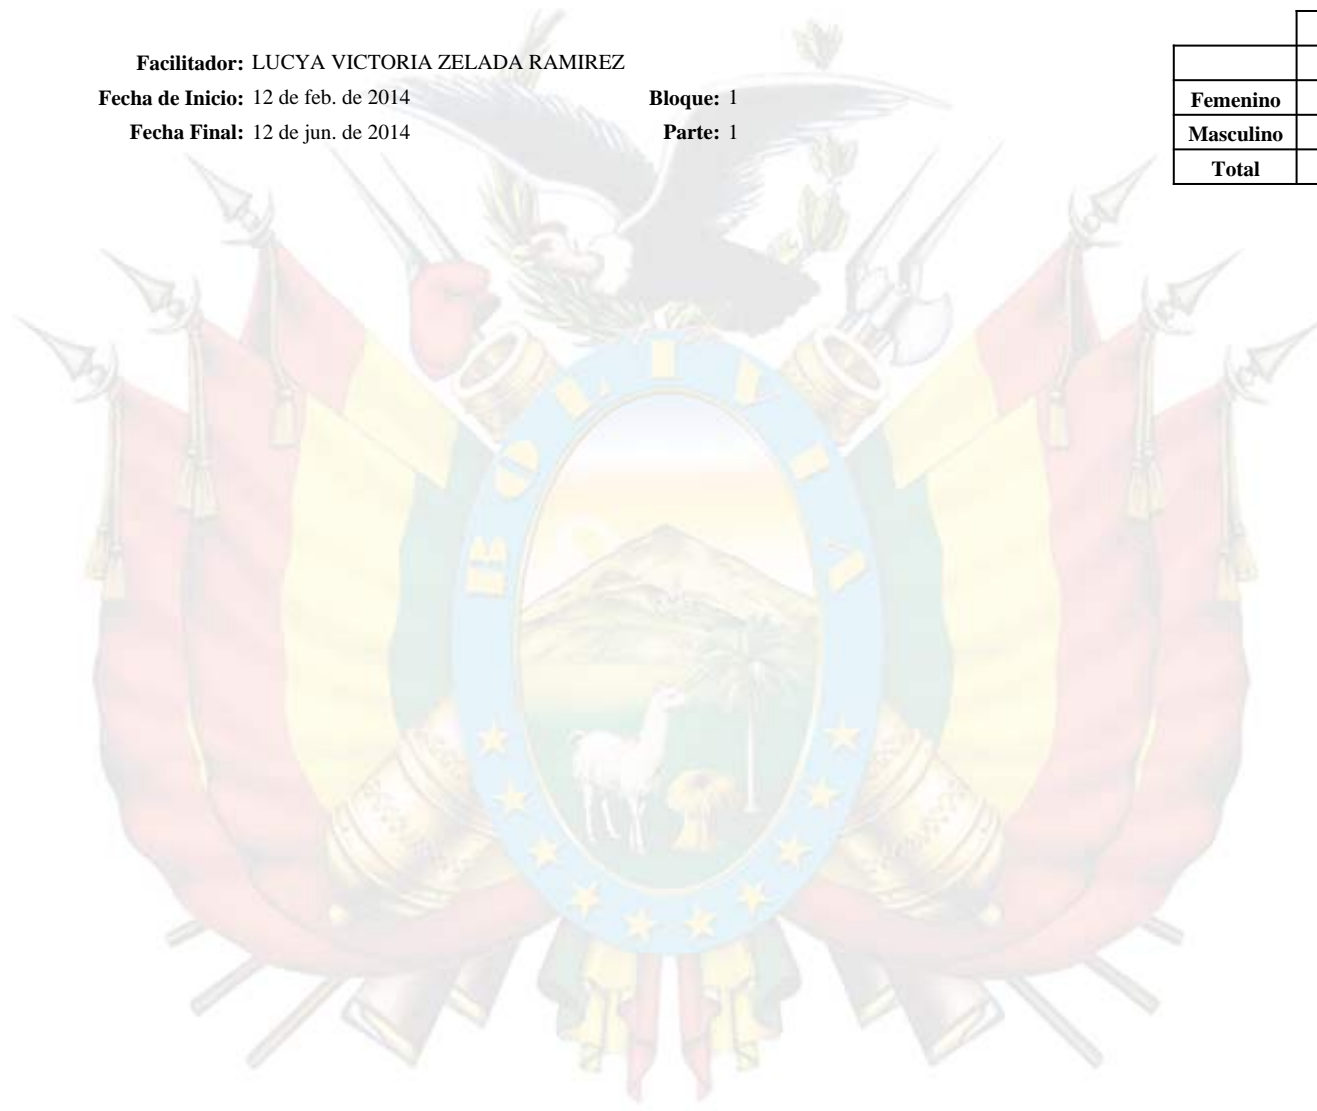 Facilitador: LUCYA VICTORIA ZELADA RAMIREZ
Fecha de Inicio: 12 de feb. de 2014 Bloque: 1
Fecha Final: 12 de jun. de 2014 Parte: 1
Femenino
Masculino
Total
BOLIVIA